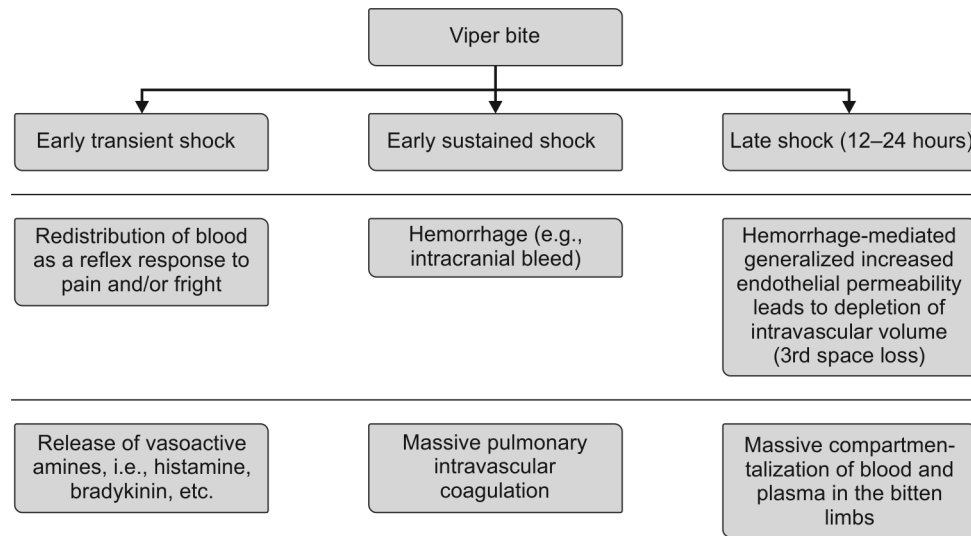 Viper bite
Early transient shock
Early sustained shock
Late shock (12–24 hours)
Redistribution of blood
as a reflex response to
pain and/or fright
Hemorrhage (e.g.,
intracranial bleed)
Hemorrhage-mediated
generalized increased
endothelial permeability
leads to depletion of
intravascular volume
(3rd space loss)
Release of vasoactive
amines, i.e., histamine,
bradykinin, etc.
Massive pulmonary
intravascular
coagulation
Massive compartmen-
talization of blood and
plasma in the bitten
limbs